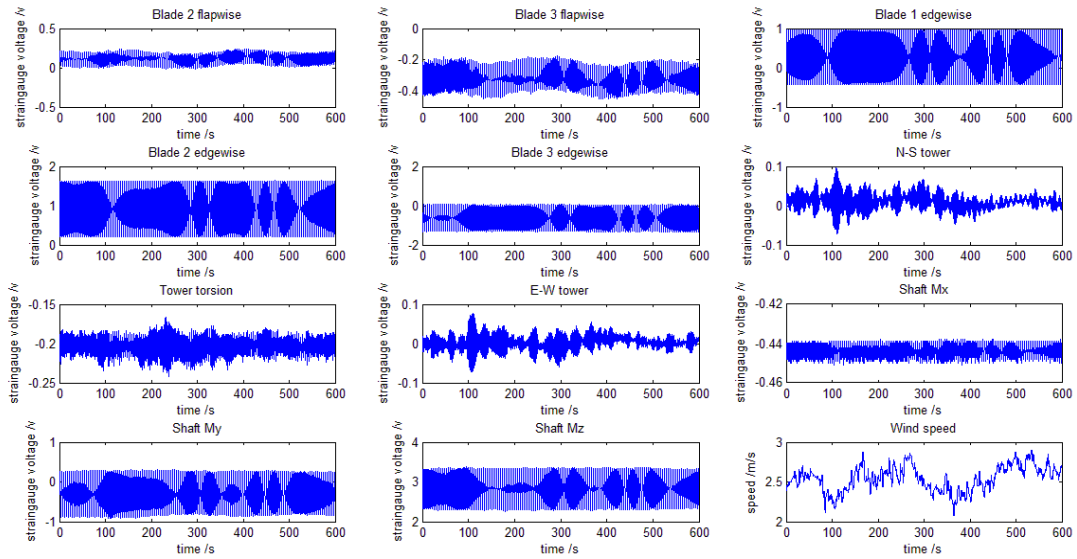 Blade 2 flapwise
0.5
0
-0.5
0 100 200 300 400 500 600
straingauge voltage /v
time /s
Blade 3 flapwise
0
-0.2
-0.4
0 100 200 300 400 500 600
straingauge voltage /v
time /s
Blade 1 edgewise
1
0
-1
0 100 200 300 400 500 600
straingauge voltage /v
time /s
Blade 2 edgewise
2
1
0
0 100 200 300 400 500 600
straingauge voltage /v
time /s
Blade 3 edgewise
2
0
-2
0 100 200 300 400 500 600
straingauge voltage /v
time /s
N-S tower
0.1
0
-0.1
0 100 200 300 400 500 600
straingauge voltage /v
time /s
Tower torsion
-0.15
-0.2
-0.25
0 100 200 300 400 500 600
straingauge voltage /v
time /s
E-W tower
0.1
0
-0.1
0 100 200 300 400 500 600
straingauge voltage /v
time /s
Shaft Mx
-0.42
-0.44
-0.46
0 100 200 300 400 500 600
straingauge voltage /v
time /s
Shaft My
1
0
-1
0 100 200 300 400 500 600
straingauge voltage /v
time /s
Shaft Mz
4
3
2
0 100 200 300 400 500 600
straingauge voltage /v
time /s
Wind speed
3
2.5
2
0 100 200 300 400 500 600
speed /m/s
time /s